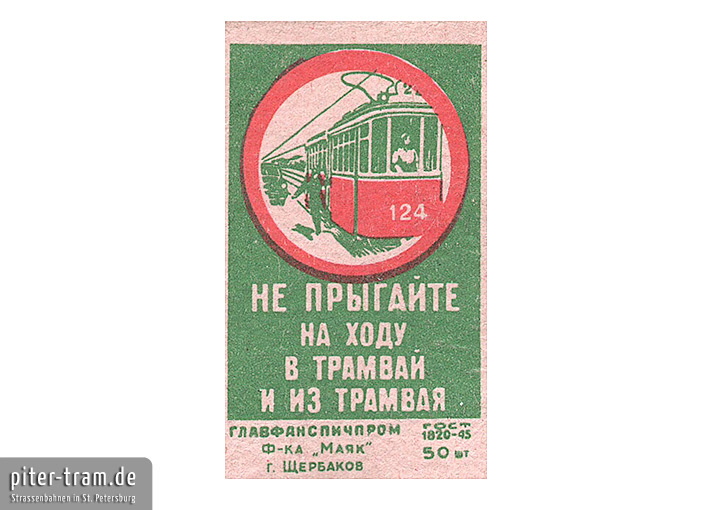 124
НЕ ПРЫГАЙТЕ
НА ХОДУ
В ТРАМВАЙ
И ИЗ ТРАМВАЯ
ГЛАВФАНСПИЧПРОМ
Ф-КА „МАЯК"
Г. ЩЕРБАКОВ
ГОСТ
1820-45
50 ШТ
piter-tram.de
Strassenbahnen in St. Petersburg